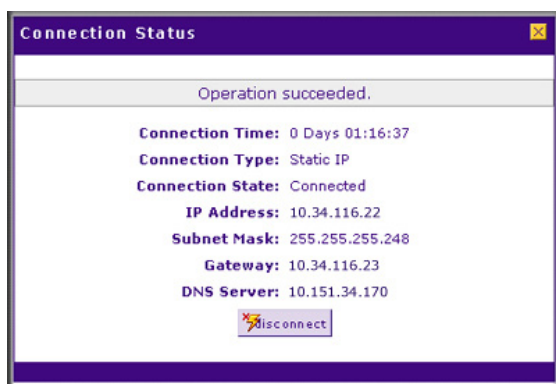 Connection Status
Operation succeeded.
Connection Time: 0 Days 01:16:37
Connection Type: Static IP
Connection State: Connected
IP Address: 10.34.116.22
Subnet Mask: 255.255.255.248
Gateway: 10.34.116.23
DNS Server: 10.151.34.170
disconnect